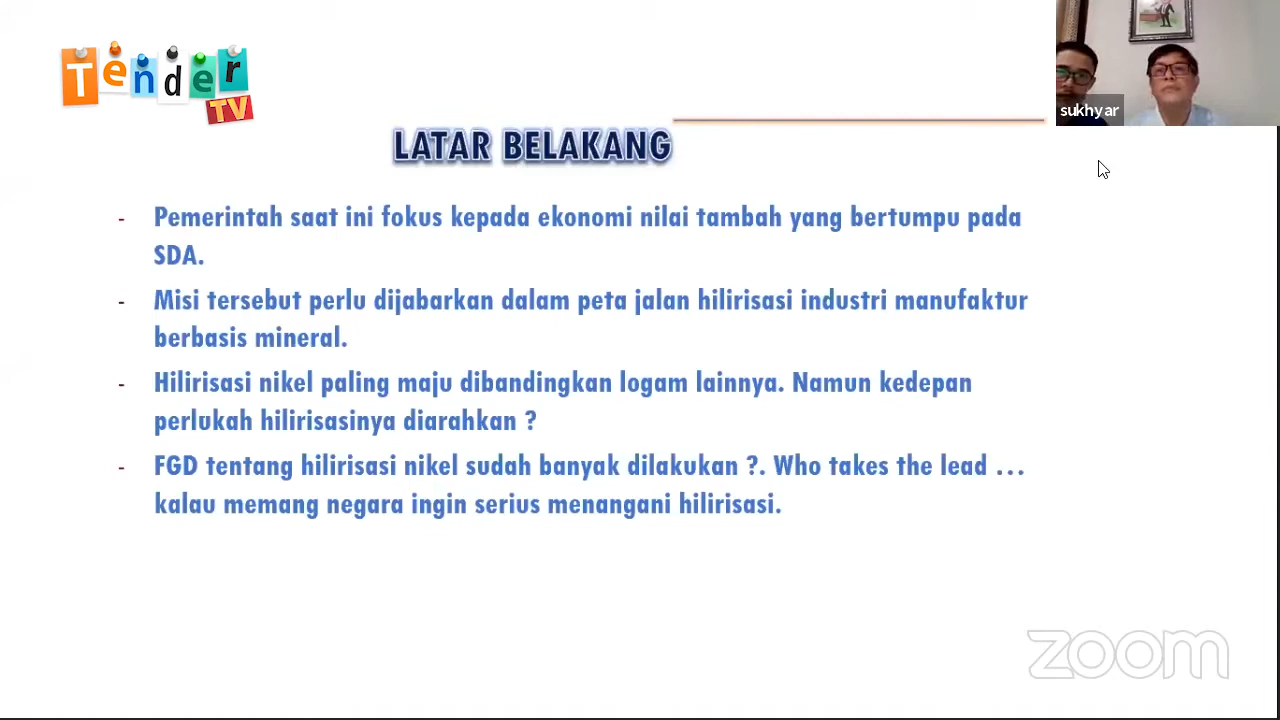 Tender
TV
sukhyar
LATAR BELAKANG
- Pemerintah saat ini fokus kepada ekonomi nilai tambah yang bertumpu pada
SDA.
- Misi tersebut perlu dijabarkan dalam peta jalan hilirisasi industri manufaktur
berbasis mineral.
- Hilirisasi nikel paling maju dibandingkan logam lainnya. Namun kedepan
perlukah hilirisasinya diarahkan ?
- FGD tentang hilirisasi nikel sudah banyak dilakukan ?. Who takes the lead ...
kalau memang negara ingin serius menangani hilirisasi.
zoom